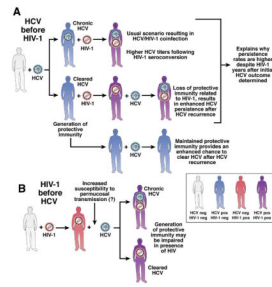 A
HCV
before
HIV-1
Chronic
HCV
HCV
HIV-1
Usual scenario resulting in
HCV/HIV-1 coinfection
Higher HCV titers following
HIV-1 seroconversion
Cleared
HCV
HIV-1
HCV
Loss of protective
immunity related
to HIV-1, results
in enhanced HCV
persistence after
HCV recurrence
Explains why
persistence
rates are higher
despite HIV-1
years after initial
HCV outcome
determined
Generation of
protective
immunity
HCV
Maintained protective
immunity provides an
enhanced chance to
clear HCV after HCV
recurrence
B
HIV-1
before
HCV
HIV-1
Increased
susceptibility to
permucosal
transmission (?)
HCV
Chronic
HCV
Generation
of protective
immunity may
be impaired
in presence
of HIV
Cleared
HCV
HCV neg
HIV-1 neg
HCV pos
HIV-1 neg
HCV neg
HIV-1 pos
HCV pos
HIV-1 pos